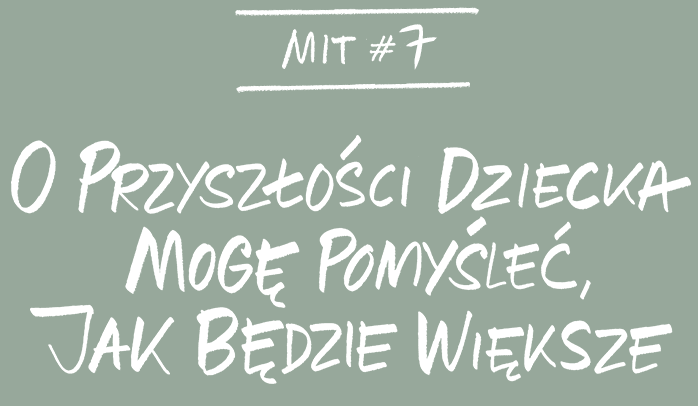 MIT #7
O PRZYSZŁOŚCI DZIECKA
MOGĘ POMYŚLEĆ,
JAK BĘDZIE WIĘKSZE